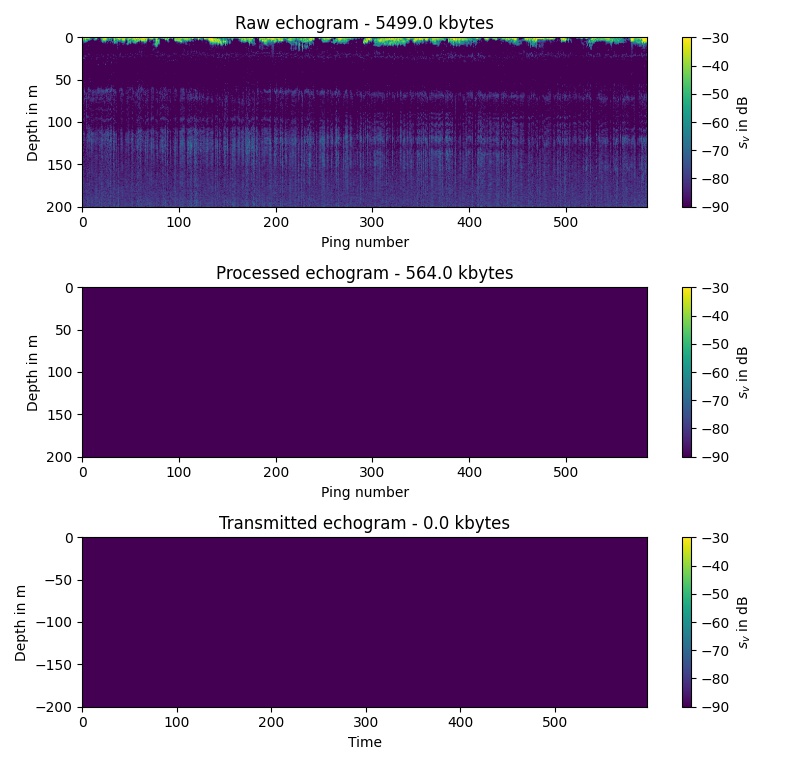 Raw echogram - 5499.0 kbytes
0
50
100
150
200
Depth in m
0 100 200 300 400 500
Ping number
−30
−40
−50
−60
−70
−80
−90
sv in dB
Processed echogram - 564.0 kbytes
0
50
100
150
200
Depth in m
0 100 200 300 400 500
Ping number
−30
−40
−50
−60
−70
−80
−90
sv in dB
Transmitted echogram - 0.0 kbytes
0
−50
−100
−150
−200
Depth in m
0 100 200 300 400 500
Time
−30
−40
−50
−60
−70
−80
−90
sv in dB